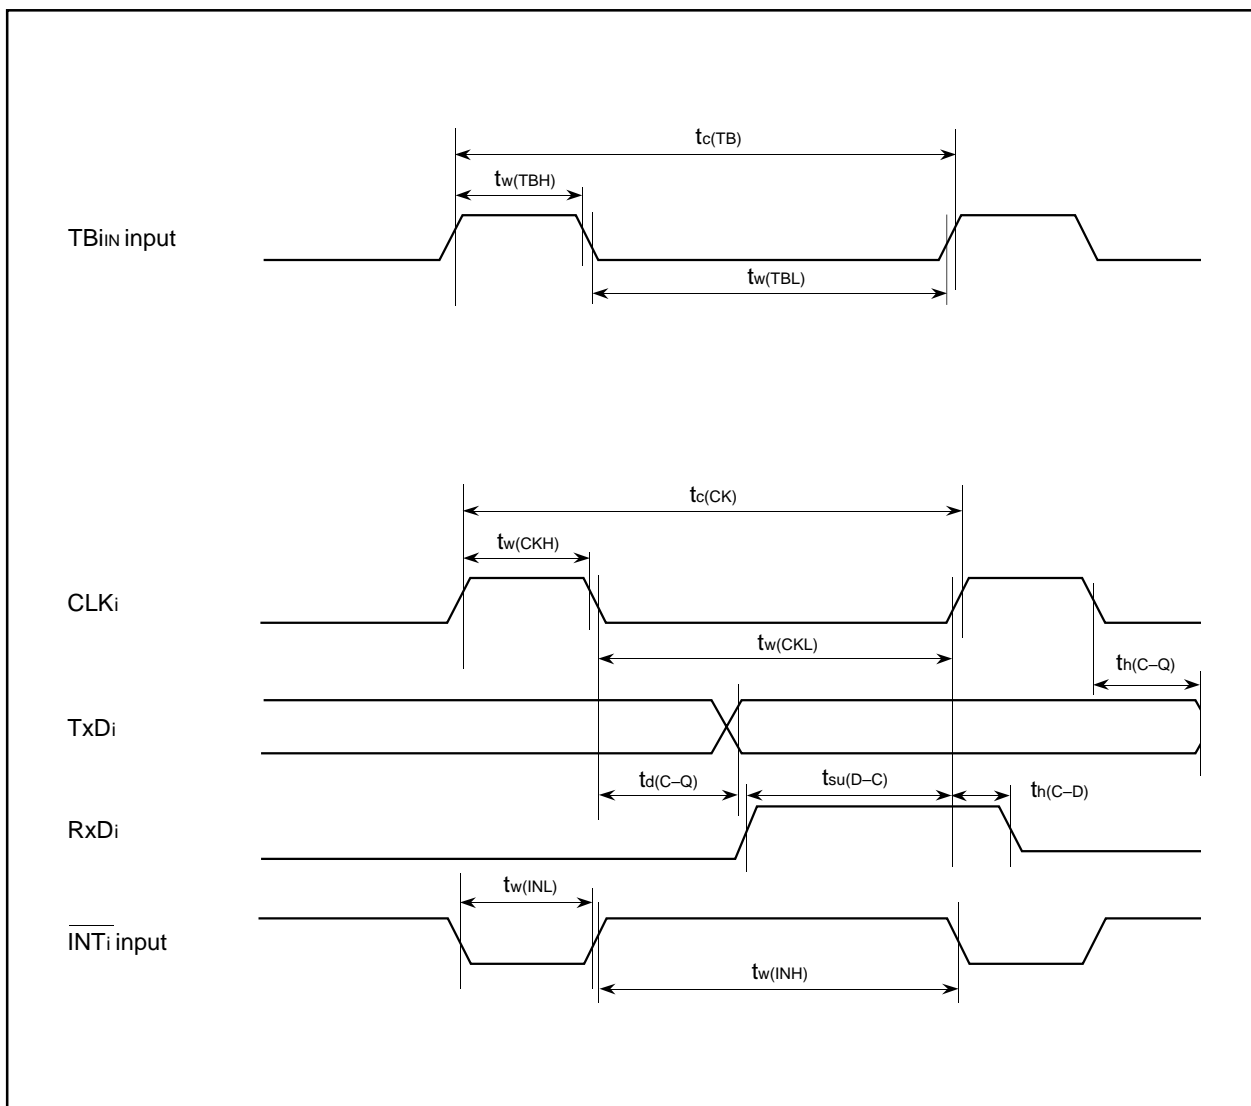 tc(TB)
tw(TBH)
TBiIN input
tw(TBL)
tc(CK)
tw(CKH)
CLKi
tw(CKL)
th(C–Q)
TxDi
td(C–Q)
tsu(D–C)
th(C–D)
RxDi
tw(INL)
INTi input
tw(INH)